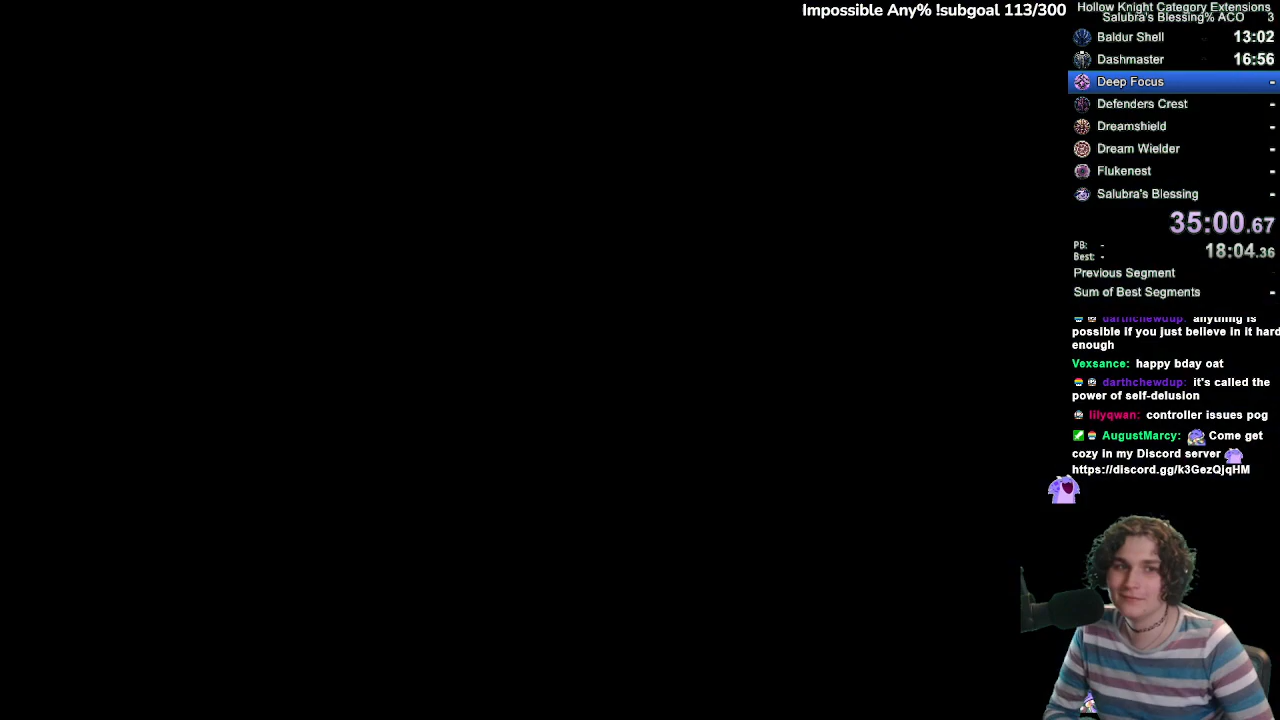 Impossible Any% !subgoal 113/300
Hollow Knight Category Extensions
Salubra's Blessing% ACO 3
Baldur Shell 13:02
Dashmaster 16:56
Deep Focus -
Defenders Crest -
Dreamshield -
Dream Wielder -
Flukenest -
Salubra's Blessing -
35:00.67
PB: -
18:04.36
Best: -
Previous Segment -
Sum of Best Segments -
darthchewdup: anything is
possible if you just believe in it hard
enough
Vexsance: happy bday oat
darthchewdup: it's called the
power of self-delusion
lilyqwan: controller issues pog
AugustMarcy: Come get
cozy in my Discord server
https://discord.gg/k3GezQjqHM